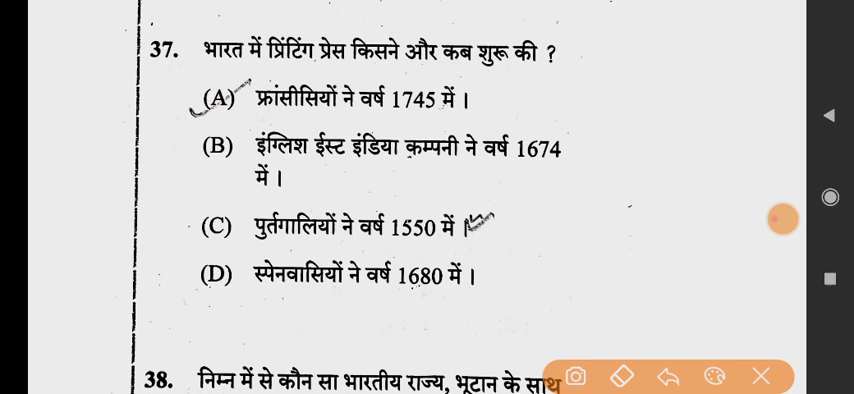 37. भारत में प्रिंटिंग प्रेस किसने और कब शुरू की ?
(A) फ्रांसीसियों ने वर्ष 1745 में ।
(B) इंग्लिश ईस्ट इंडिया कम्पनी ने वर्ष 1674
में ।
(C) पुर्तगालियों ने वर्ष 1550 में ।
(D) स्पेनवासियों ने वर्ष 1680 में ।
38. निम्न में से कौन सा भारतीय राज्य, भूटान के साथ